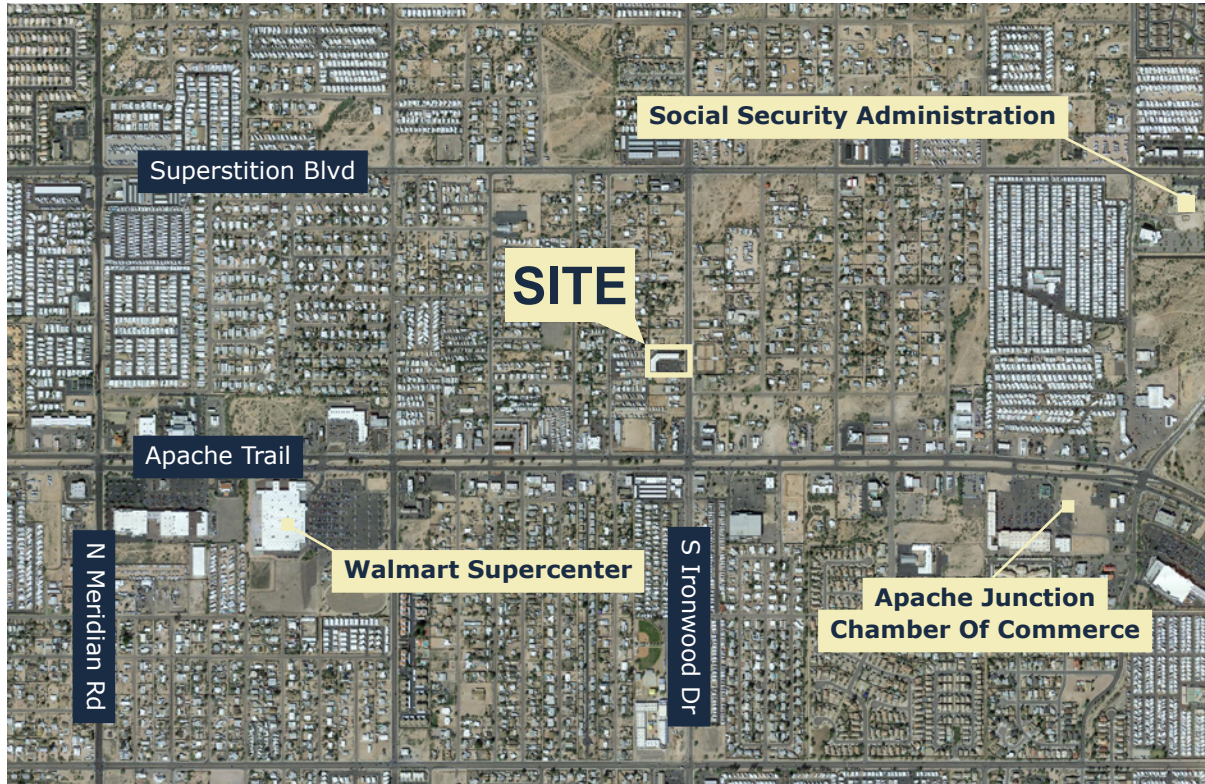 Social Security Administration
Superstition Blvd
SITE
Apache Trail
N Meridian Rd
Walmart Supercenter
S Ironwood Dr
Apache Junction
Chamber Of Commerce